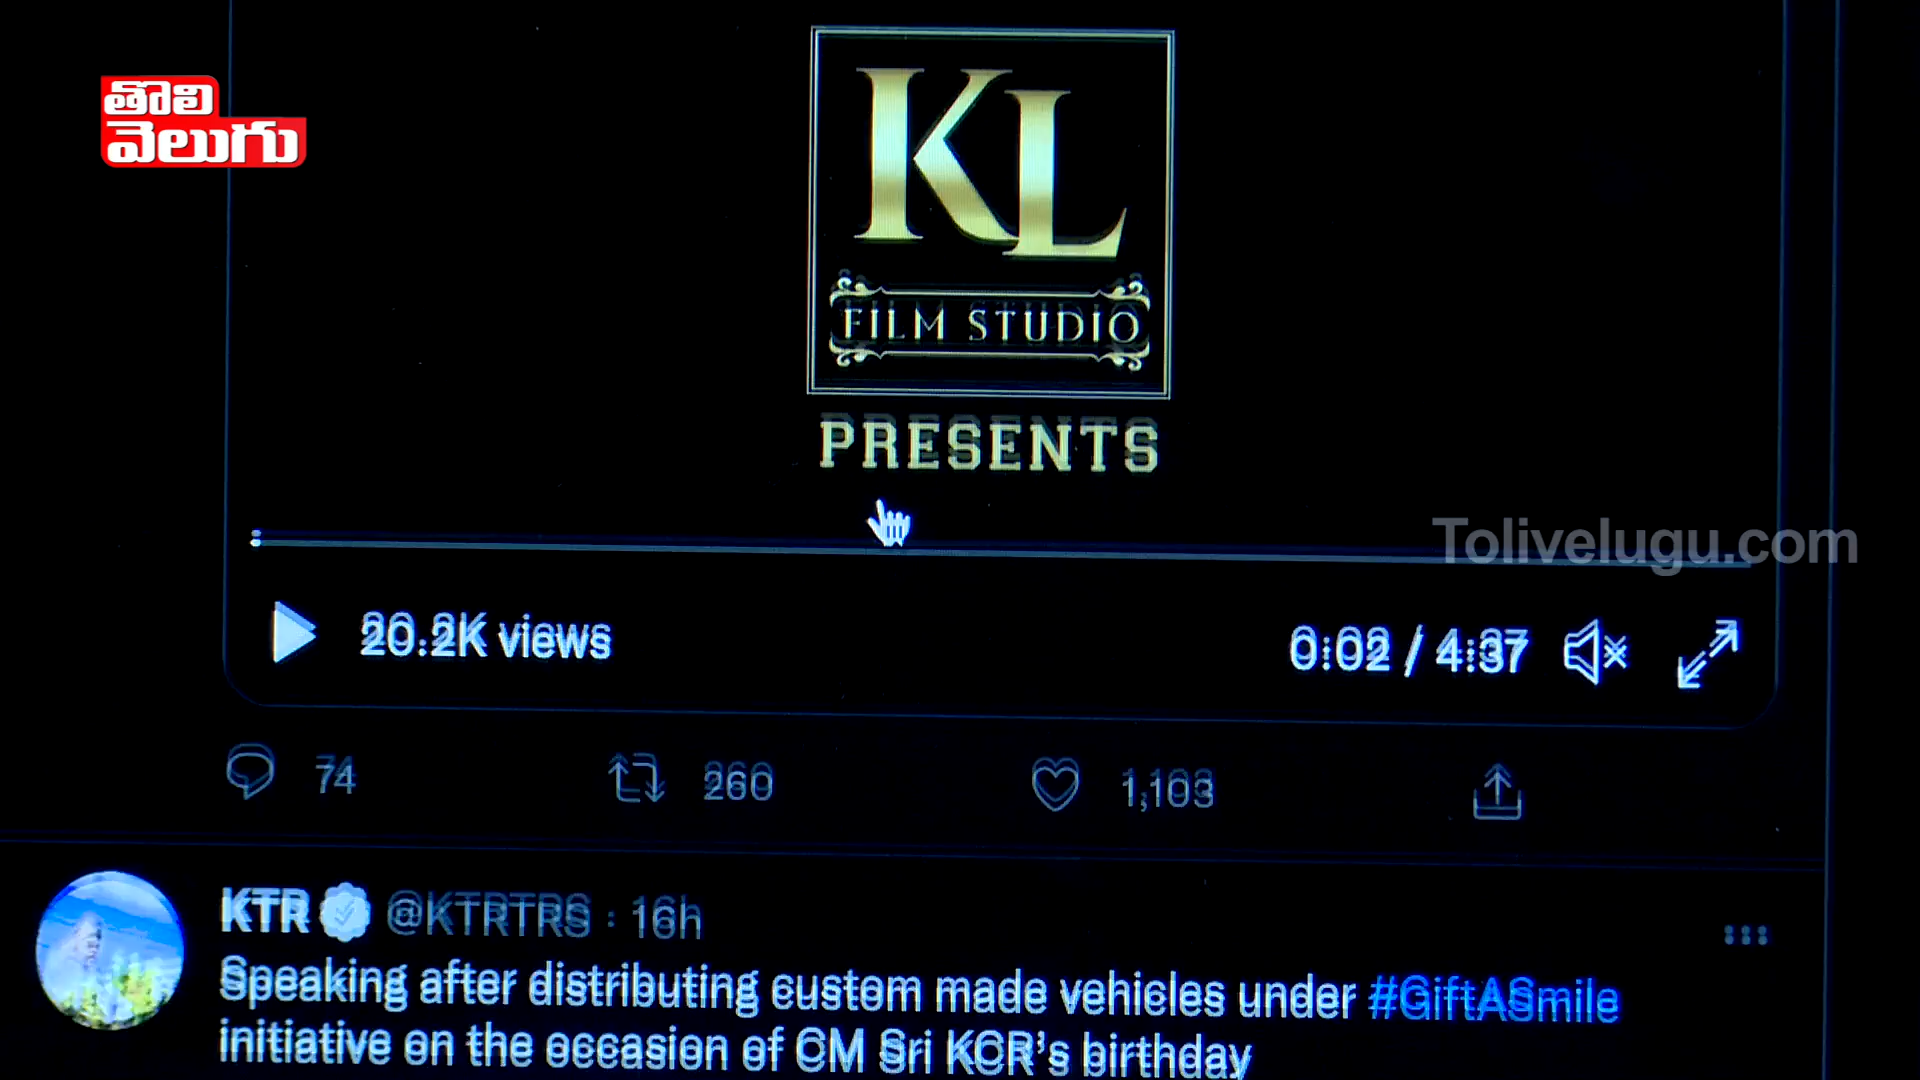 తొలి
వెలుగు
KL
FILM STUDIO
PRESENTS
Tolivelugu.com
20.2K views
0:02 / 4:37
74
260
1,103
KTR @KTRTRS · 16h
Speaking after distributing custom made vehicles under #GiftASmile
initiative on the occasion of CM Sri KCR's birthday